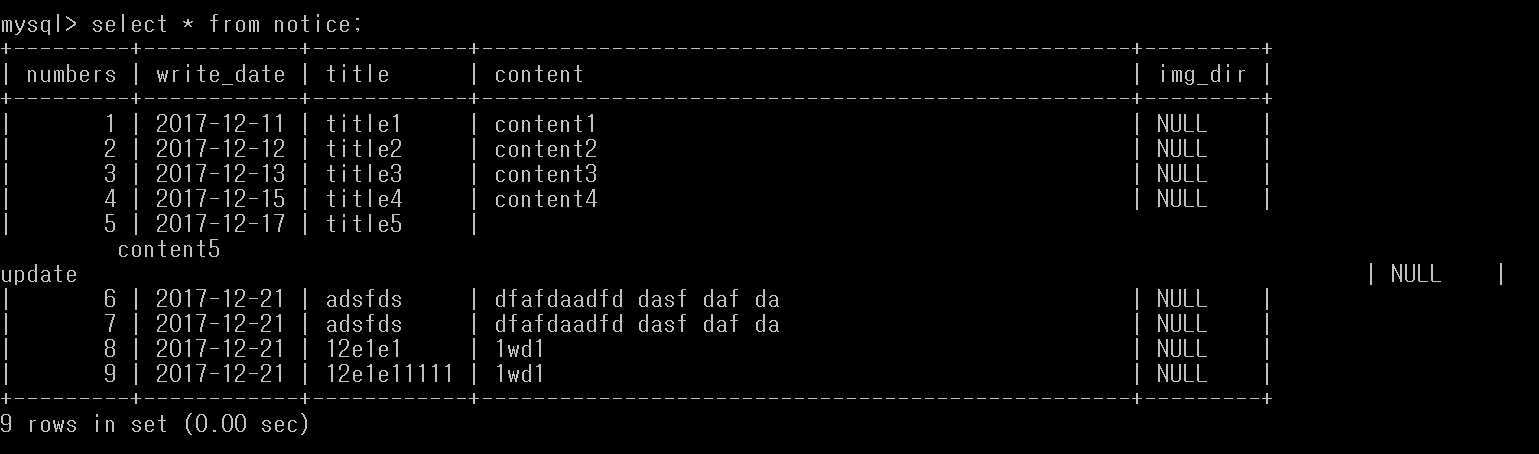 mysql> select * from notice;
+---------+------------+------------+---------------------------------------------------+---------+
| numbers | write_date | title      | content                                           | img_dir |
+---------+------------+------------+---------------------------------------------------+---------+
|       1 | 2017-12-11 | title1     | content1                                          | NULL    |
|       2 | 2017-12-12 | title2     | content2                                          | NULL    |
|       3 | 2017-12-13 | title3     | content3                                          | NULL    |
|       4 | 2017-12-15 | title4     | content4                                          | NULL    |
|       5 | 2017-12-17 | title5     |
         content5
update                                                                                                     | NULL    |
|       6 | 2017-12-21 | adsfds     | dfafdaadfd dasf daf da                            | NULL    |
|       7 | 2017-12-21 | adsfds     | dfafdaadfd dasf daf da                            | NULL    |
|       8 | 2017-12-21 | 12e1e1     | 1wd1                                              | NULL    |
|       9 | 2017-12-21 | 12e1e11111 | 1wd1                                              | NULL    |
+---------+------------+------------+---------------------------------------------------+---------+
9 rows in set (0.00 sec)